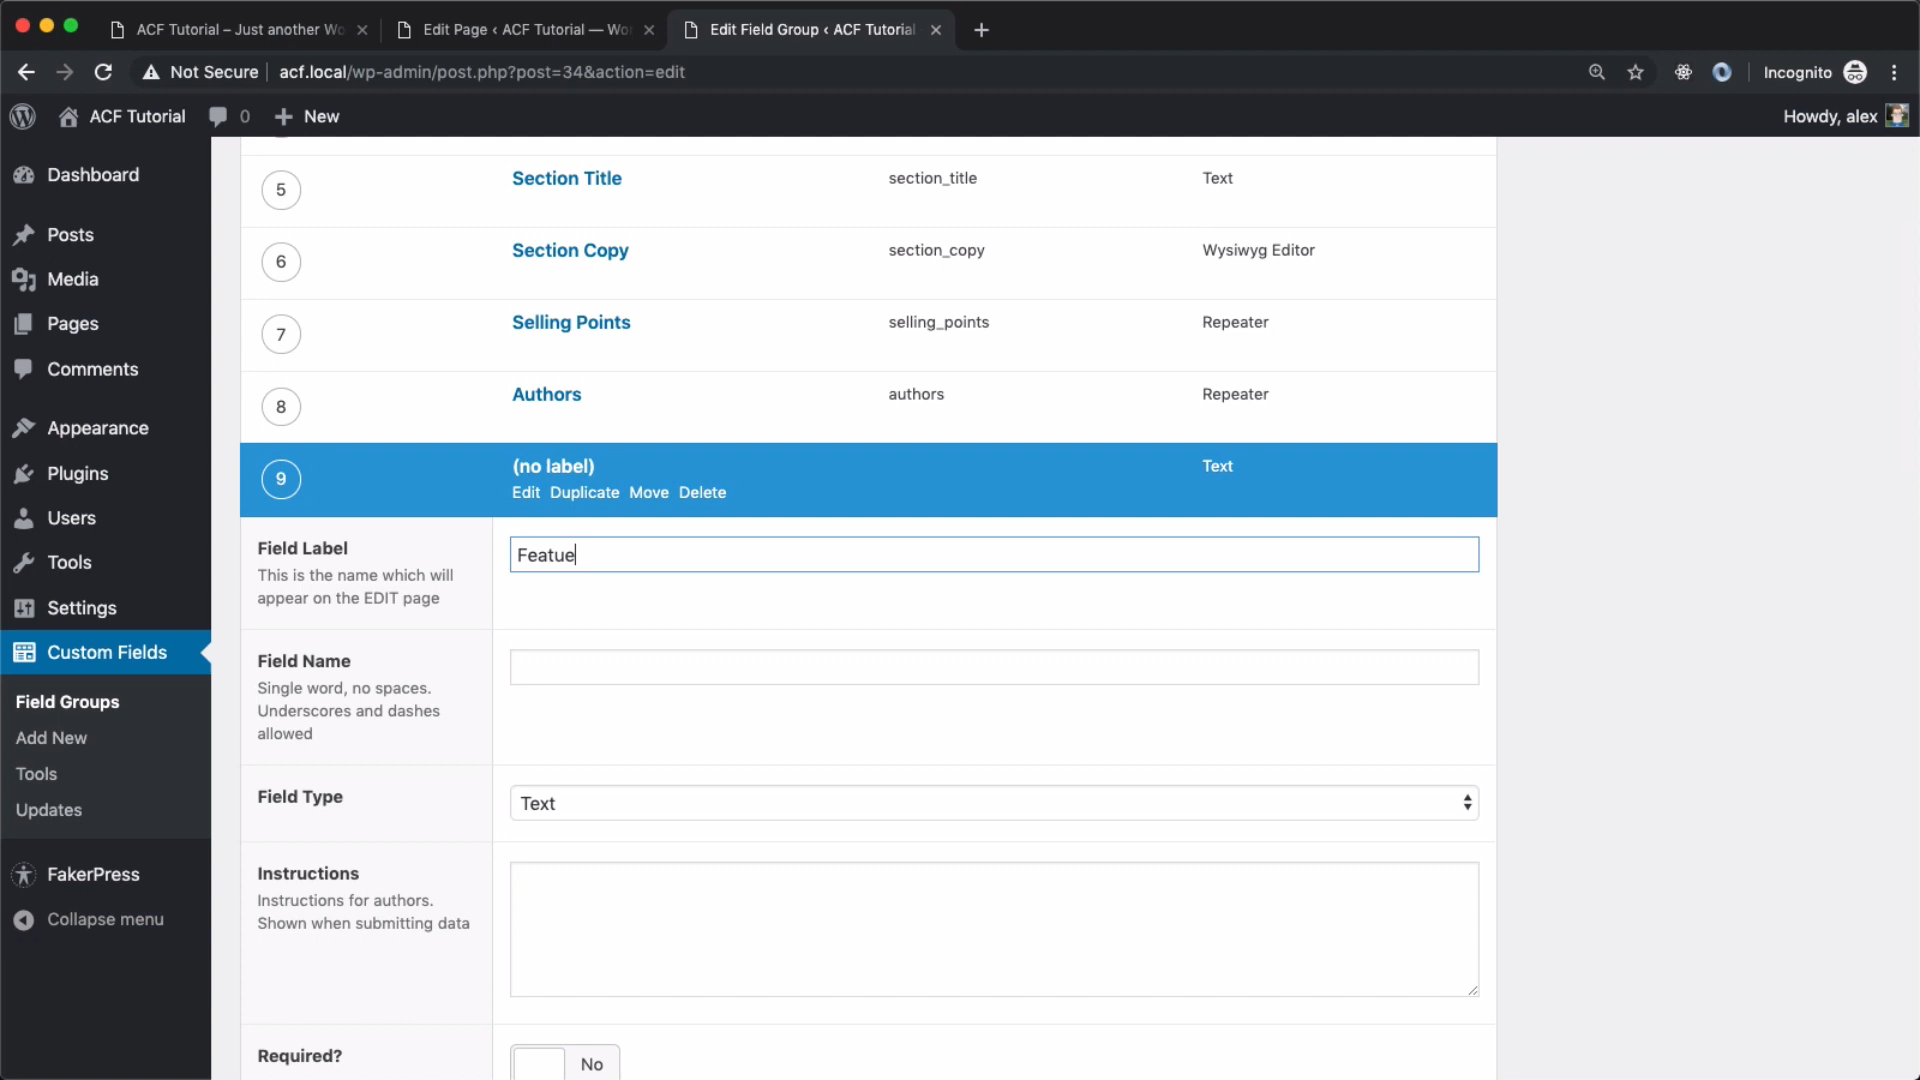 ACF Tutorial – Just another Wo
Edit Page ‹ ACF Tutorial — Wor
Edit Field Group ‹ ACF Tutorial
Not Secure
acf.local/wp-admin/post.php?post=34&action=edit
Incognito
ACF Tutorial
0
New
Howdy, alex
Dashboard
Posts
Media
Pages
Comments
Appearance
Plugins
Users
Tools
Settings
Custom Fields
Field Groups
Add New
Tools
Updates
FakerPress
Collapse menu
5 Section Title section_title Text
6 Section Copy section_copy Wysiwyg Editor
7 Selling Points selling_points Repeater
8 Authors authors Repeater
9 (no label) Text
Edit Duplicate Move Delete
Field Label
This is the name which will
appear on the EDIT page
Featue
Field Name
Single word, no spaces.
Underscores and dashes
allowed
Field Type
Text
Instructions
Instructions for authors.
Shown when submitting data
Required?
No